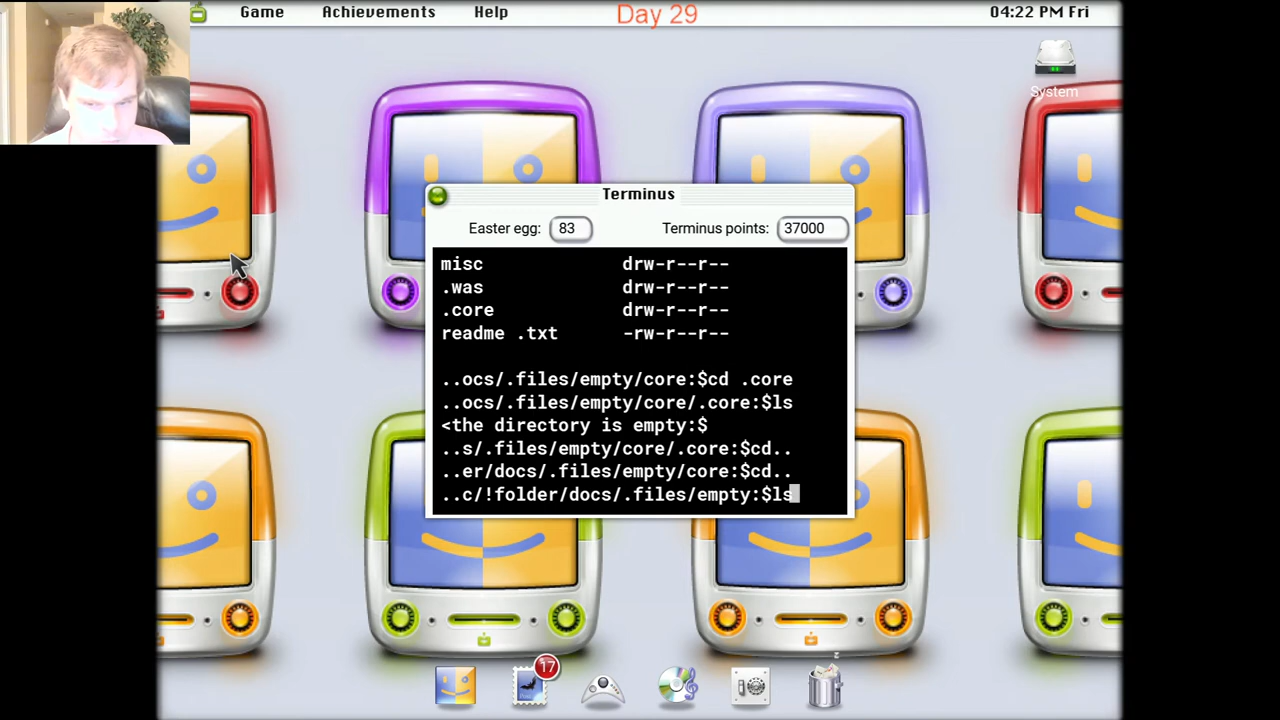 Game Achievements Help Day 29 04:22 PM Fri
System
Terminus
Easter egg: 83 Terminus points: 37000
misc drw-r--r--
.was drw-r--r--
.core drw-r--r--
readme .txt -rw-r--r--
..ocs/.files/empty/core:$cd .core
..ocs/.files/empty/core/.core:$ls
<the directory is empty:$
..s/.files/empty/core/.core:$cd..
..er/docs/.files/empty/core:$cd..
..c/!folder/docs/.files/empty:$ls
17